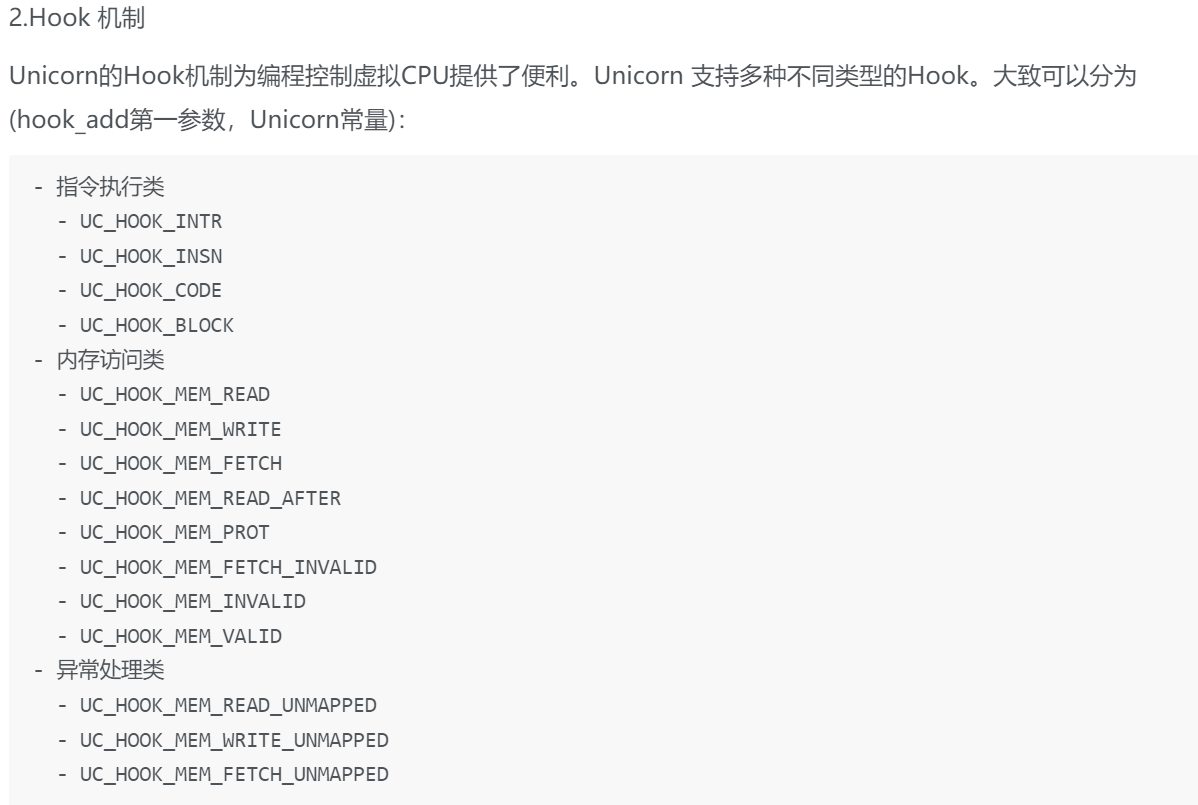 2.Hook 机制
Unicorn的Hook机制为编程控制虚拟CPU提供了便利。Unicorn 支持多种不同类型的Hook。大致可以分为
(hook_add第一参数，Unicorn常量)：
- 指令执行类
- UC_HOOK_INTR
- UC_HOOK_INSN
- UC_HOOK_CODE
- UC_HOOK_BLOCK
- 内存访问类
- UC_HOOK_MEM_READ
- UC_HOOK_MEM_WRITE
- UC_HOOK_MEM_FETCH
- UC_HOOK_MEM_READ_AFTER
- UC_HOOK_MEM_PROT
- UC_HOOK_MEM_FETCH_INVALID
- UC_HOOK_MEM_INVALID
- UC_HOOK_MEM_VALID
- 异常处理类
- UC_HOOK_MEM_READ_UNMAPPED
- UC_HOOK_MEM_WRITE_UNMAPPED
- UC_HOOK_MEM_FETCH_UNMAPPED